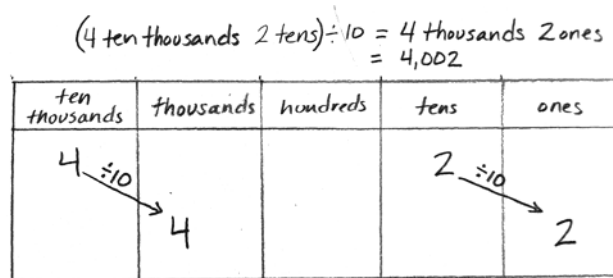 (4 ten thousands 2 tens) ÷ 10 = 4 thousands 2 ones
= 4,002
ten thousands
thousands
hundreds
tens
ones
4 ÷10
2 ÷10
4
2